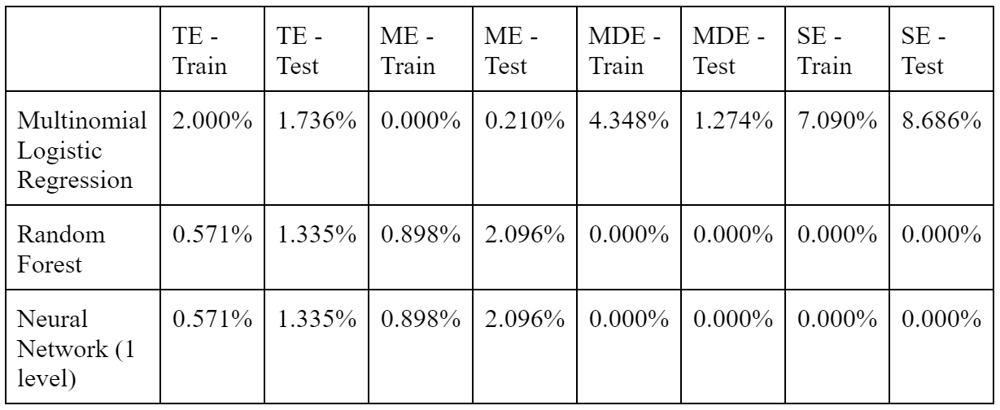 TE - Train TE - Test ME - Train ME - Test MDE - Train MDE - Test SE - Train SE - Test
Multinomial Logistic Regression 2.000% 1.736% 0.000% 0.210% 4.348% 1.274% 7.090% 8.686%
Random Forest 0.571% 1.335% 0.898% 2.096% 0.000% 0.000% 0.000% 0.000%
Neural Network (1 level) 0.571% 1.335% 0.898% 2.096% 0.000% 0.000% 0.000% 0.000%